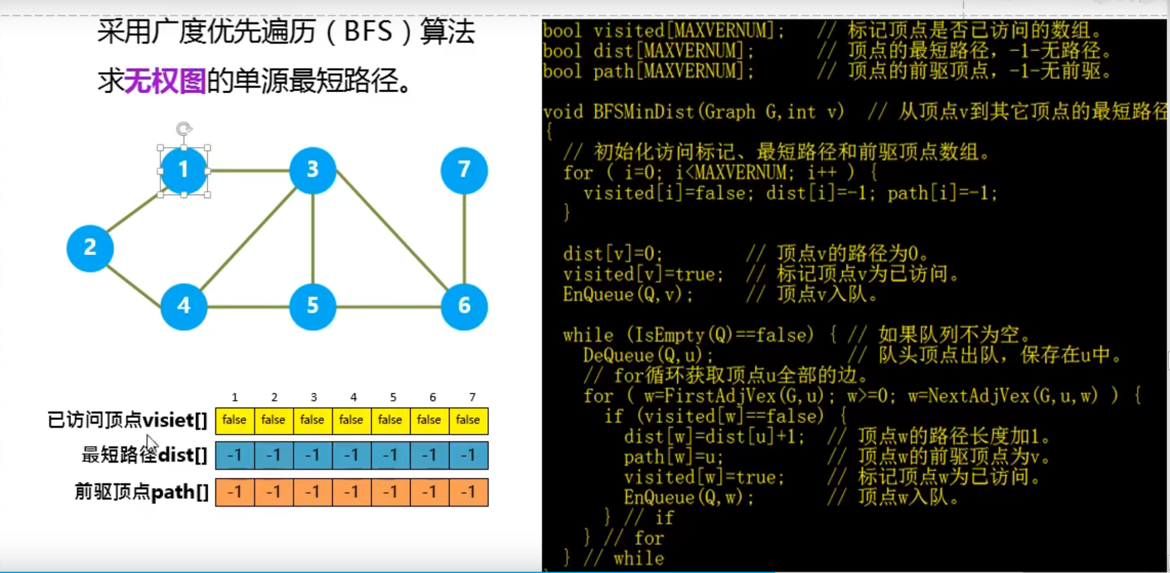 采用广度优先遍历（BFS）算法
求无权图的单源最短路径。
1
3
7
2
4
5
6
1 2 3 4 5 6 7
已访问顶点visiet[] false false false false false false false
最短路径dist[] -1 -1 -1 -1 -1 -1 -1
前驱顶点path[] -1 -1 -1 -1 -1 -1 -1
bool visited[MAXVERNUM]; // 标记顶点是否已访问的数组。
bool dist[MAXVERNUM]; // 顶点的最短路径，-1-无路径。
bool path[MAXVERNUM]; // 顶点的前驱顶点，-1-无前驱。
void BFSMinDist(Graph G,int v) // 从顶点v到其它顶点的最短路径
{
// 初始化访问标记、最短路径和前驱顶点数组。
for ( i=0; i<MAXVERNUM; i++ ) {
visited[i]=false; dist[i]=-1; path[i]=-1;
}
dist[v]=0; // 顶点v的路径为0。
visited[v]=true; // 标记顶点v为已访问。
EnQueue(Q,v); // 顶点v入队。
while (IsEmpty(Q)==false) { // 如果队列不为空。
DeQueue(Q,u); // 队头顶点出队，保存在u中。
// for循环获取顶点u全部的边。
for ( w=FirstAdjVex(G,u); w>=0; w=NextAdjVex(G,u,w) ) {
if (visited[w]==false) {
dist[w]=dist[u]+1; // 顶点w的路径长度加1。
path[w]=u; // 顶点w的前驱顶点为v。
visited[w]=true; // 标记顶点w为已访问。
EnQueue(Q,w); // 顶点w入队。
} // if
} // for
} // while